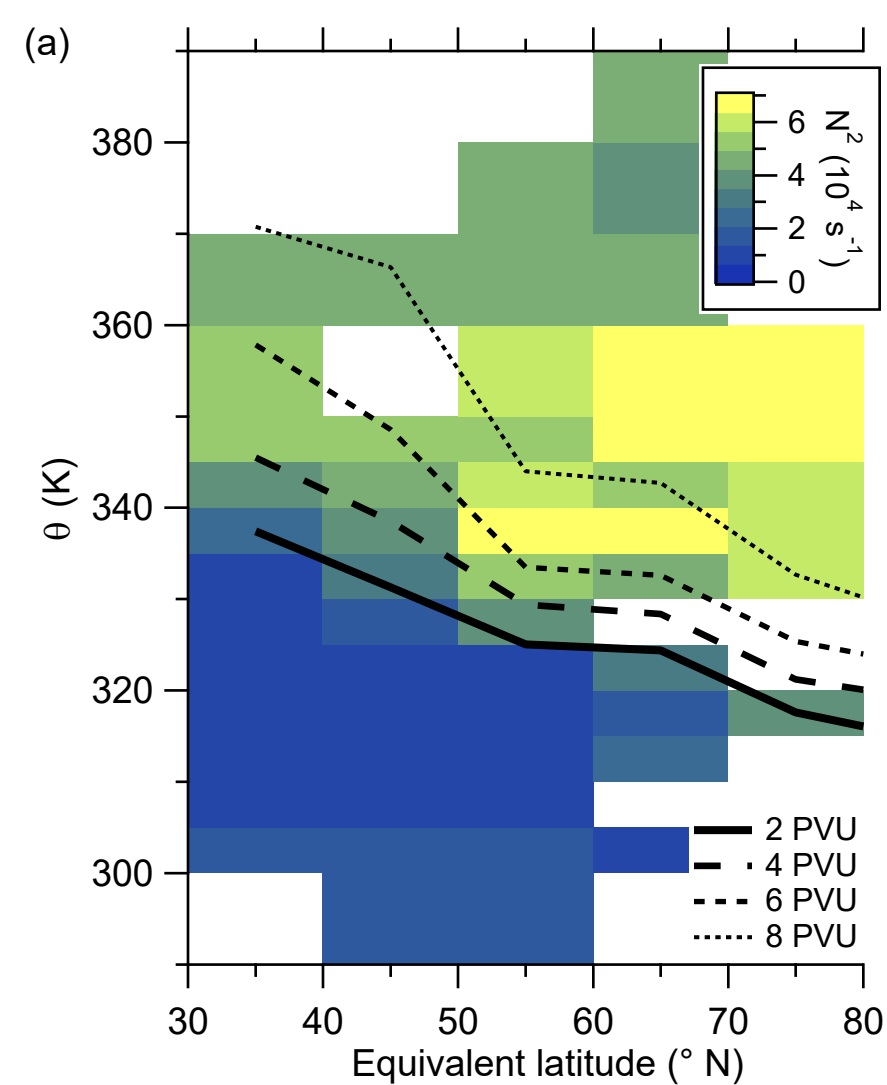 (a)
380
360
340
320
300
θ (K)
6
4
2
0
N² (10⁴ s⁻¹)
2 PVU
4 PVU
6 PVU
8 PVU
30 40 50 60 70 80
Equivalent latitude (° N)